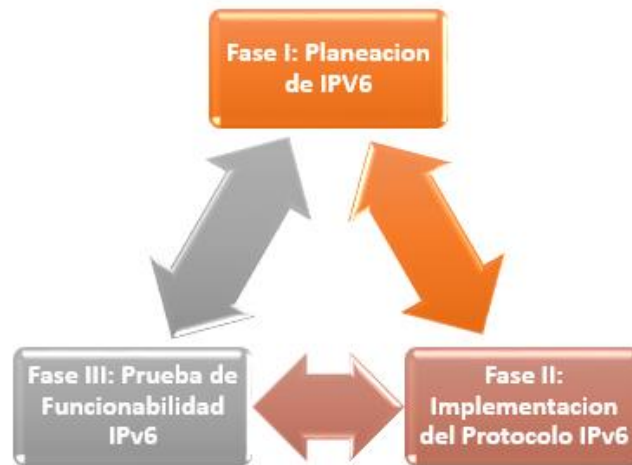 Fase I: Planeacion
de IPV6
Fase III: Prueba de
Funcionabilidad
IPv6
Fase II:
Implementacion
del Protocolo IPv6